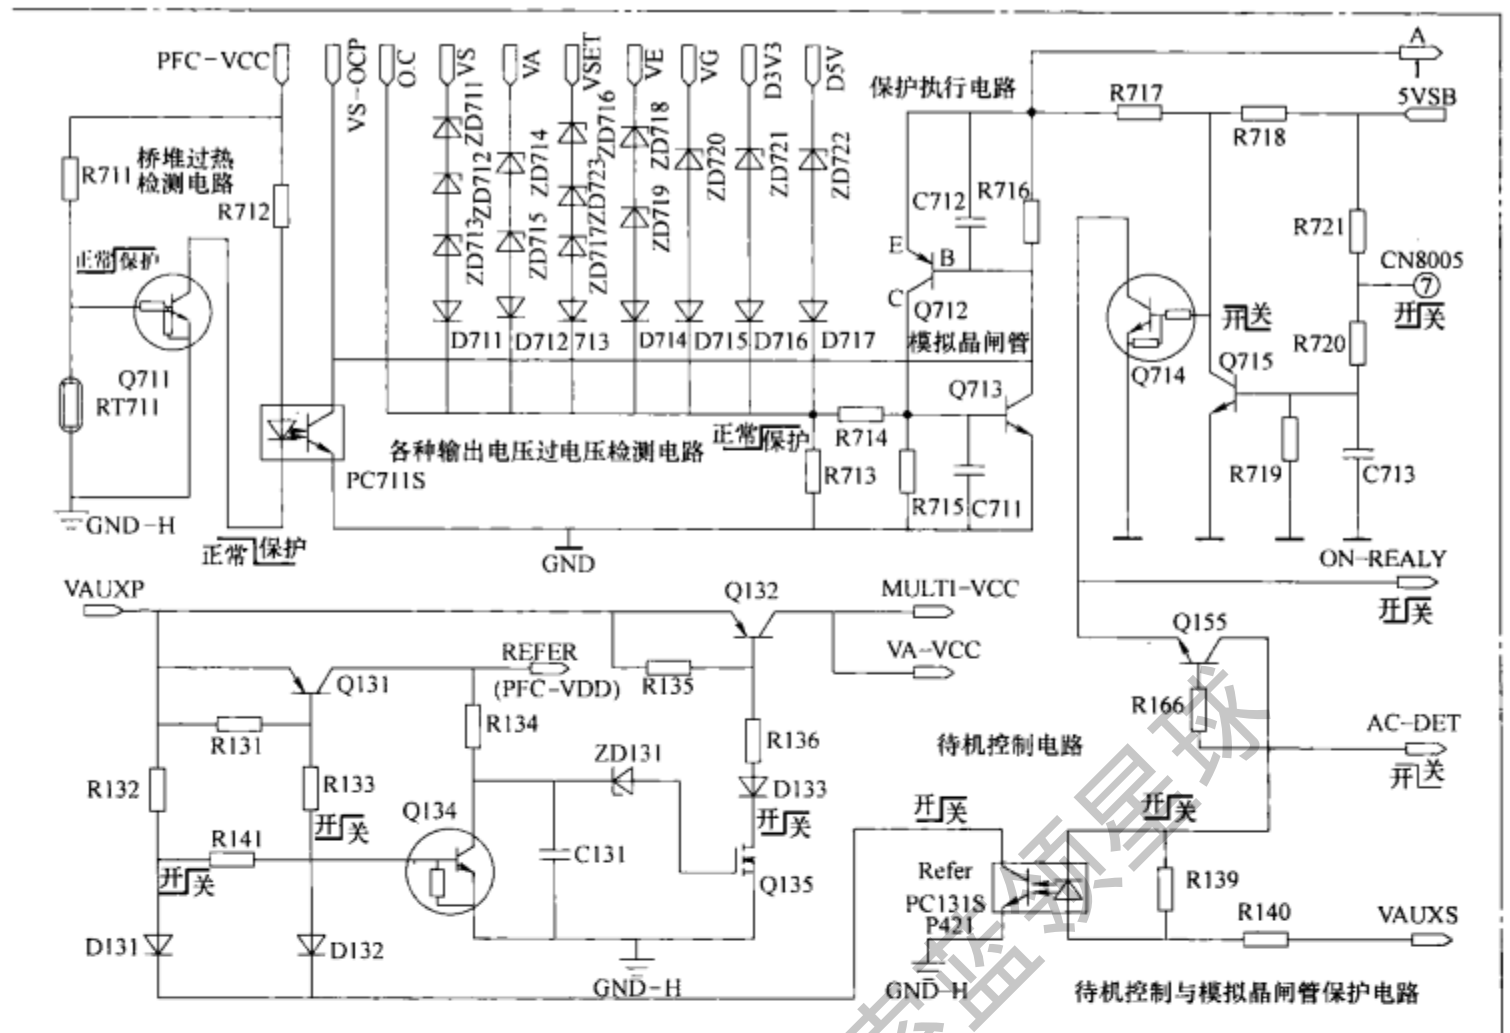 PFC-VCC
VS-OCP
O.C
VS
VA
VSET
VE
VG
D3V3
D5V
保护执行电路
A
5VSB
R717
R718
ZD711
ZD712
ZD713
ZD714
ZD715
ZD716
ZD723
ZD717
ZD718
ZD719
ZD720
ZD721
ZD722
R711
桥堆过热
检测电路
R712
C712
R716
R721
CN8005
⑦
开 关
正常 保护
E
B
C
Q712
模拟晶闸管
开 关
Q711
RT711
D711
D712
713
D714
D715
D716
D717
Q713
Q714
Q715
R720
各种输出电压过电压检测电路
正常 保护
R714
R713
R715
C711
R719
C713
PC711S
GND-H
正常 保护
GND
ON-REALY
开 关
VAUXP
Q132
MULTI-VCC
Q155
REFER
(PFC-VDD)
VA-VCC
Q131
R135
R166
R131
R134
R136
待机控制电路
AC-DET
开 关
ZD131
R132
R133
D133
Q134
开 关
开 关
开 关
开 关
R141
C131
开 关
Q135
Refer
PC131S
P421
R139
R140
VAUXS
D131
D132
GND-H
GND-H
待机控制与模拟晶闸管保护电路
蓝领星球